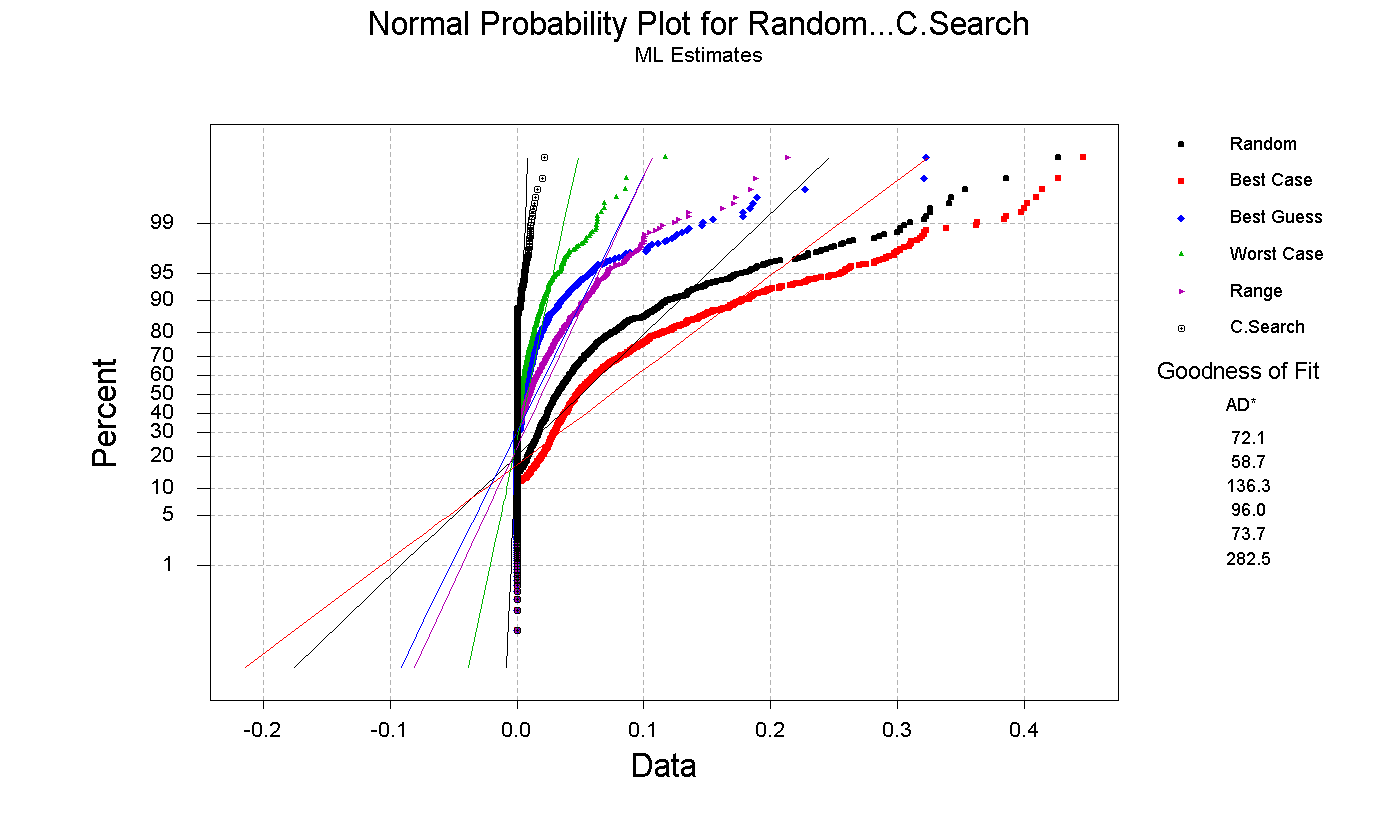 Normal Probability Plot for Random...C.Search
ML Estimates
Random
Best Case
Best Guess
Worst Case
Range
C.Search
Goodness of Fit
AD*
72.1
58.7
136.3
96.0
73.7
282.5
Percent
99
95
90
80
70
60
50
40
30
20
10
5
1
-0.2 -0.1 0.0 0.1 0.2 0.3 0.4
Data